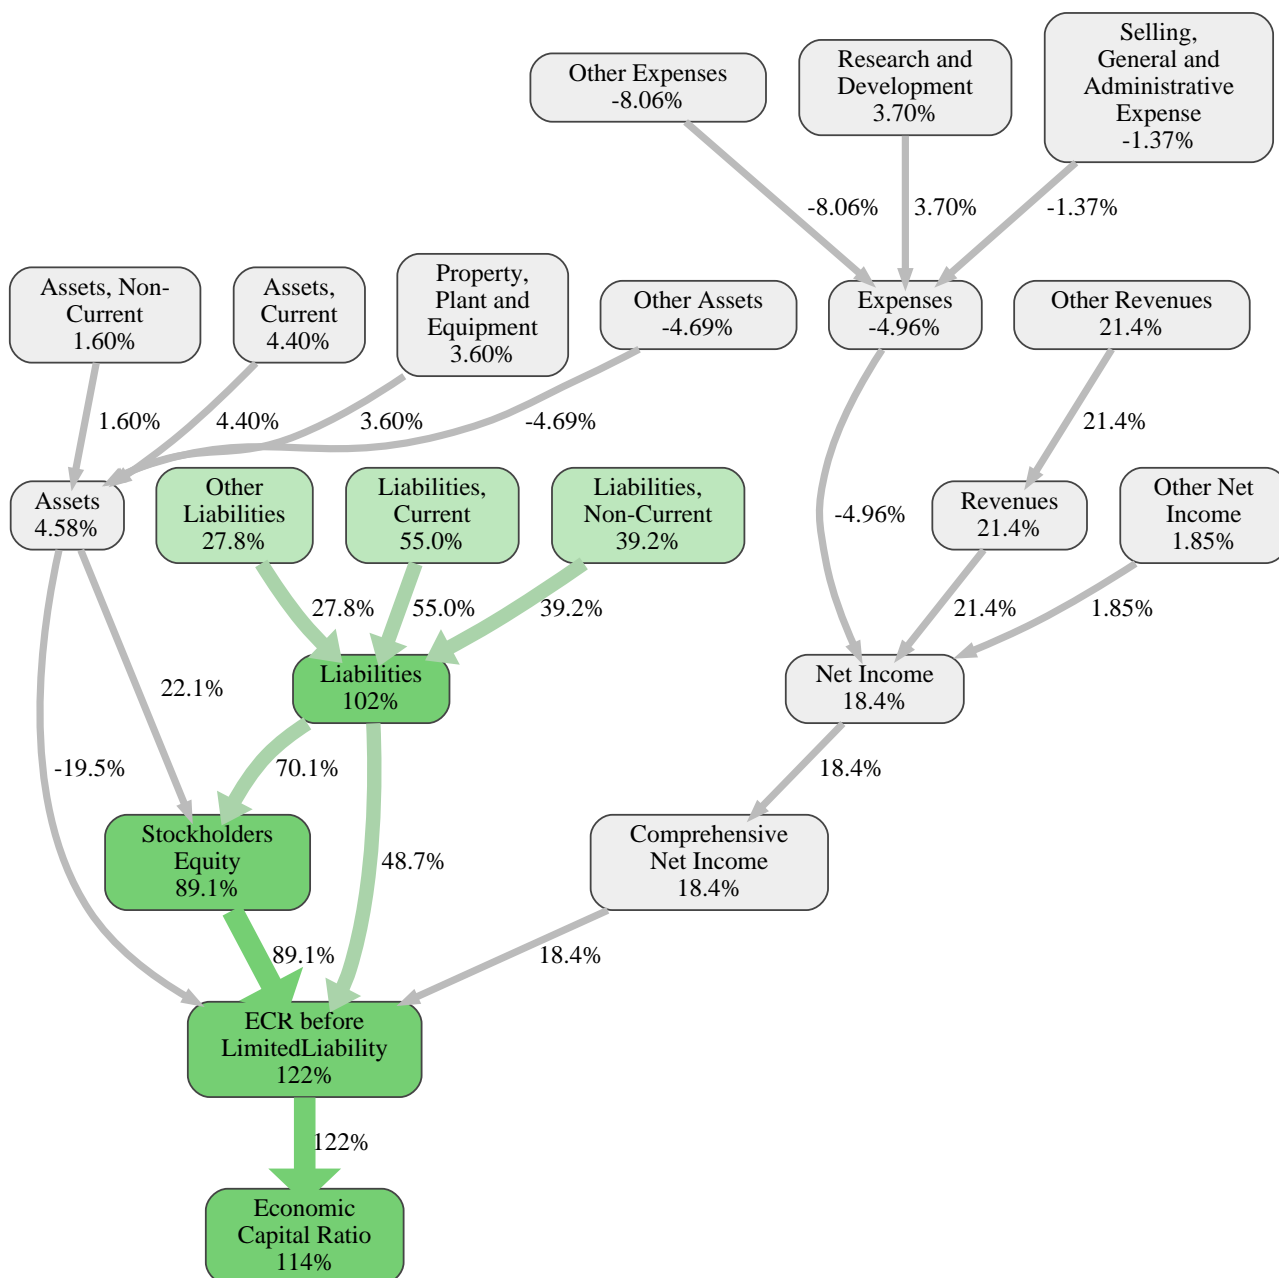 Selling,
General and
Administrative
Expense
-1.37%
Research and
Development
3.70%
Other Expenses
-8.06%
-8.06%
3.70%
-1.37%
Assets, Non-
Current
1.60%
Assets,
Current
4.40%
Property,
Plant and
Equipment
3.60%
Other Assets
-4.69%
Expenses
-4.96%
Other Revenues
21.4%
1.60%
4.40%
3.60%
-4.69%
21.4%
Assets
4.58%
Other
Liabilities
27.8%
Liabilities,
Current
55.0%
Liabilities,
Non-Current
39.2%
-4.96%
Revenues
21.4%
Other Net
Income
1.85%
27.8%
55.0%
39.2%
21.4%
1.85%
Liabilities
102%
Net Income
18.4%
22.1%
-19.5%
70.1%
18.4%
Stockholders
Equity
89.1%
48.7%
Comprehensive
Net Income
18.4%
89.1%
18.4%
ECR before
LimitedLiability
122%
122%
Economic
Capital Ratio
114%